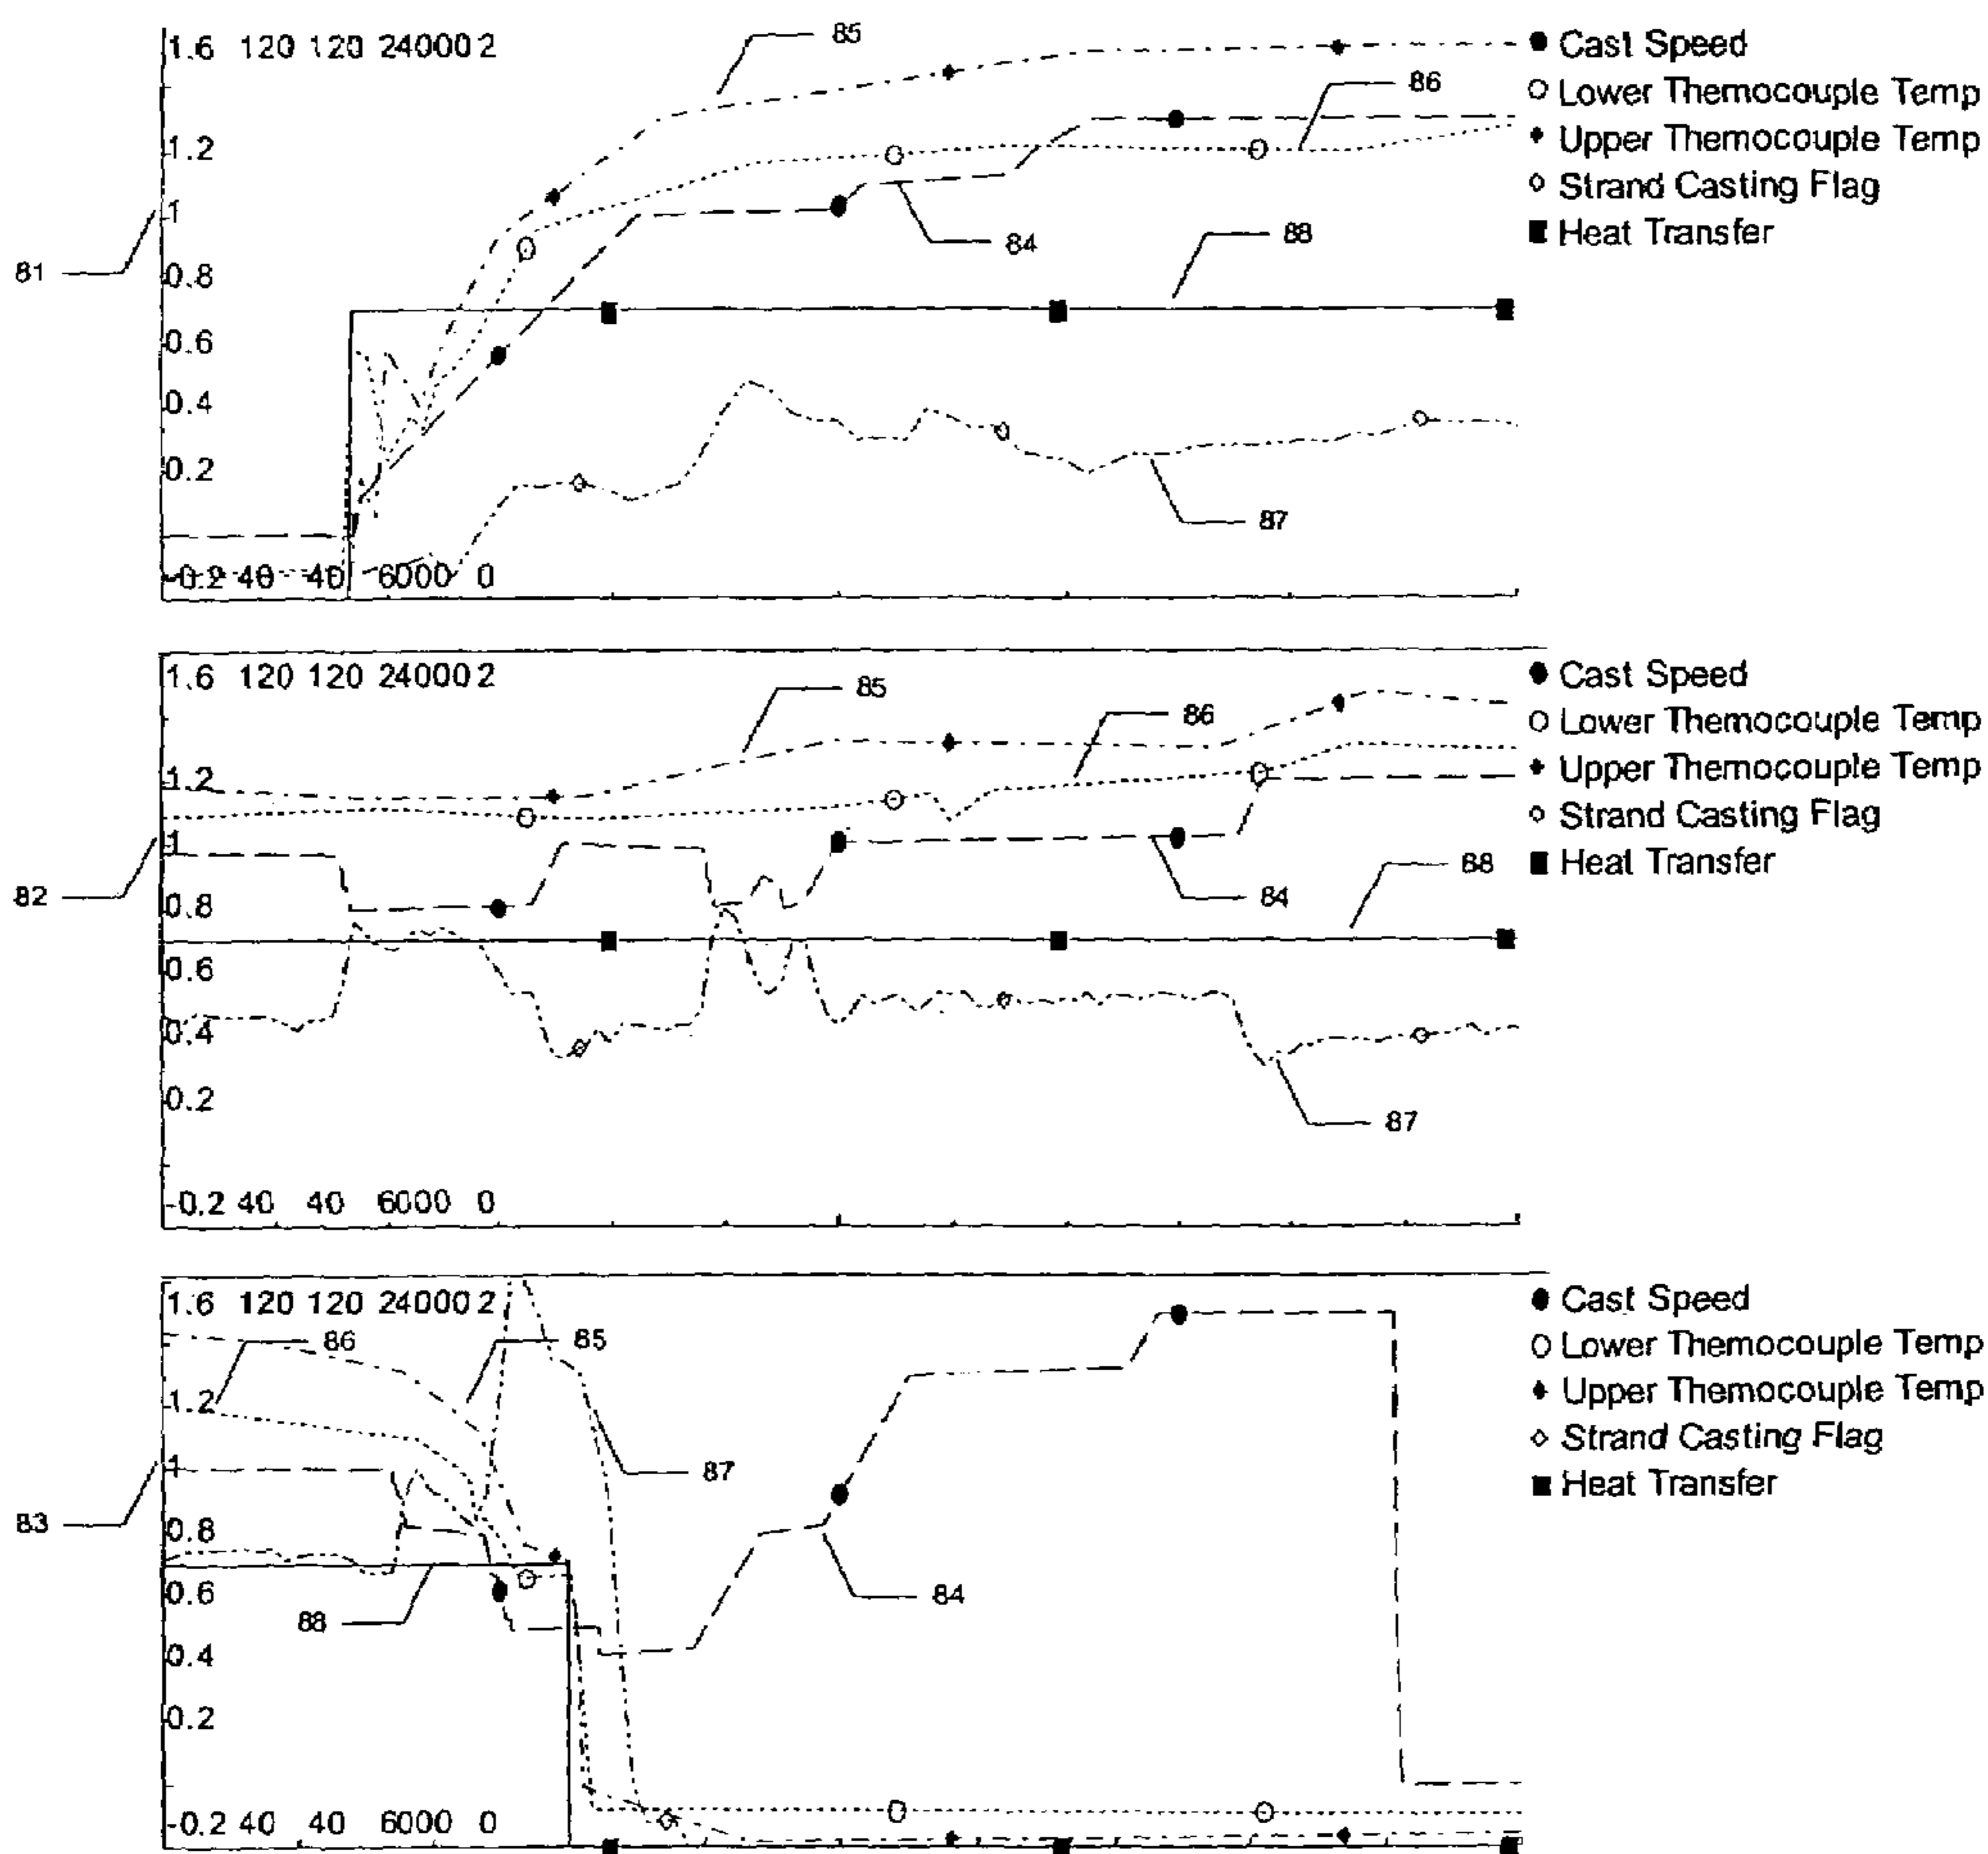 1.6 120 120 24000 2
85
Cast Speed
86
Lower Themocouple Temp
1.2
Upper Themocouple Temp
Strand Casting Flag
1
84
88
Heat Transfer
81
0.8
0.6
0.4
0.2
87
-0.2 40 40 6000 0
1.6 120 120 24000 2
85
Cast Speed
86
Lower Themocouple Temp
1.2
Upper Themocouple Temp
Strand Casting Flag
1
88
Heat Transfer
82
84
0.8
0.6
0.4
0.2
87
-0.2 40 40 6000 0
1.6 120 120 24000 2
Cast Speed
86
85
Lower Themocouple Temp
1.2
Upper Themocouple Temp
Strand Casting Flag
1
87
Heat Transfer
83
0.8
0.6
88
84
0.4
0.2
-0.2 40 40 6000 0